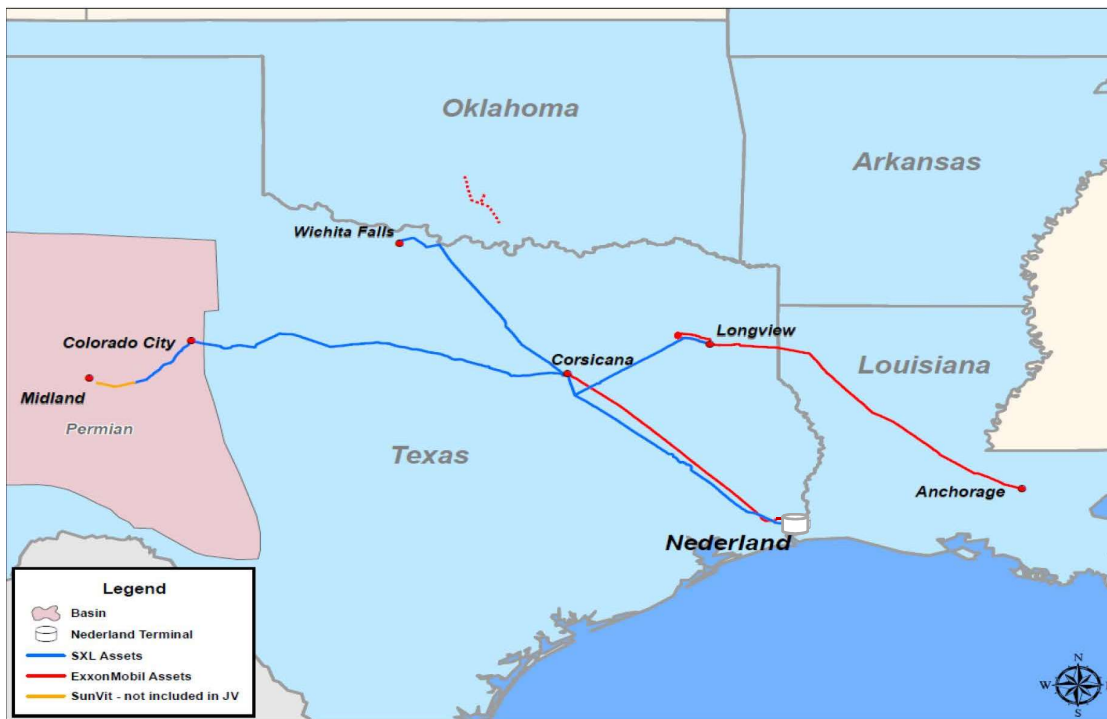 Oklahoma
Arkansas
Wichita Falls
Colorado City
Longview
Corsicana
Louisiana
Midland
Permian
Texas
Anchorage
Nederland
Legend
Basin
Nederland Terminal
SXL Assets
ExxonMobil Assets
SunVit - not included in JV
N
W
E
S